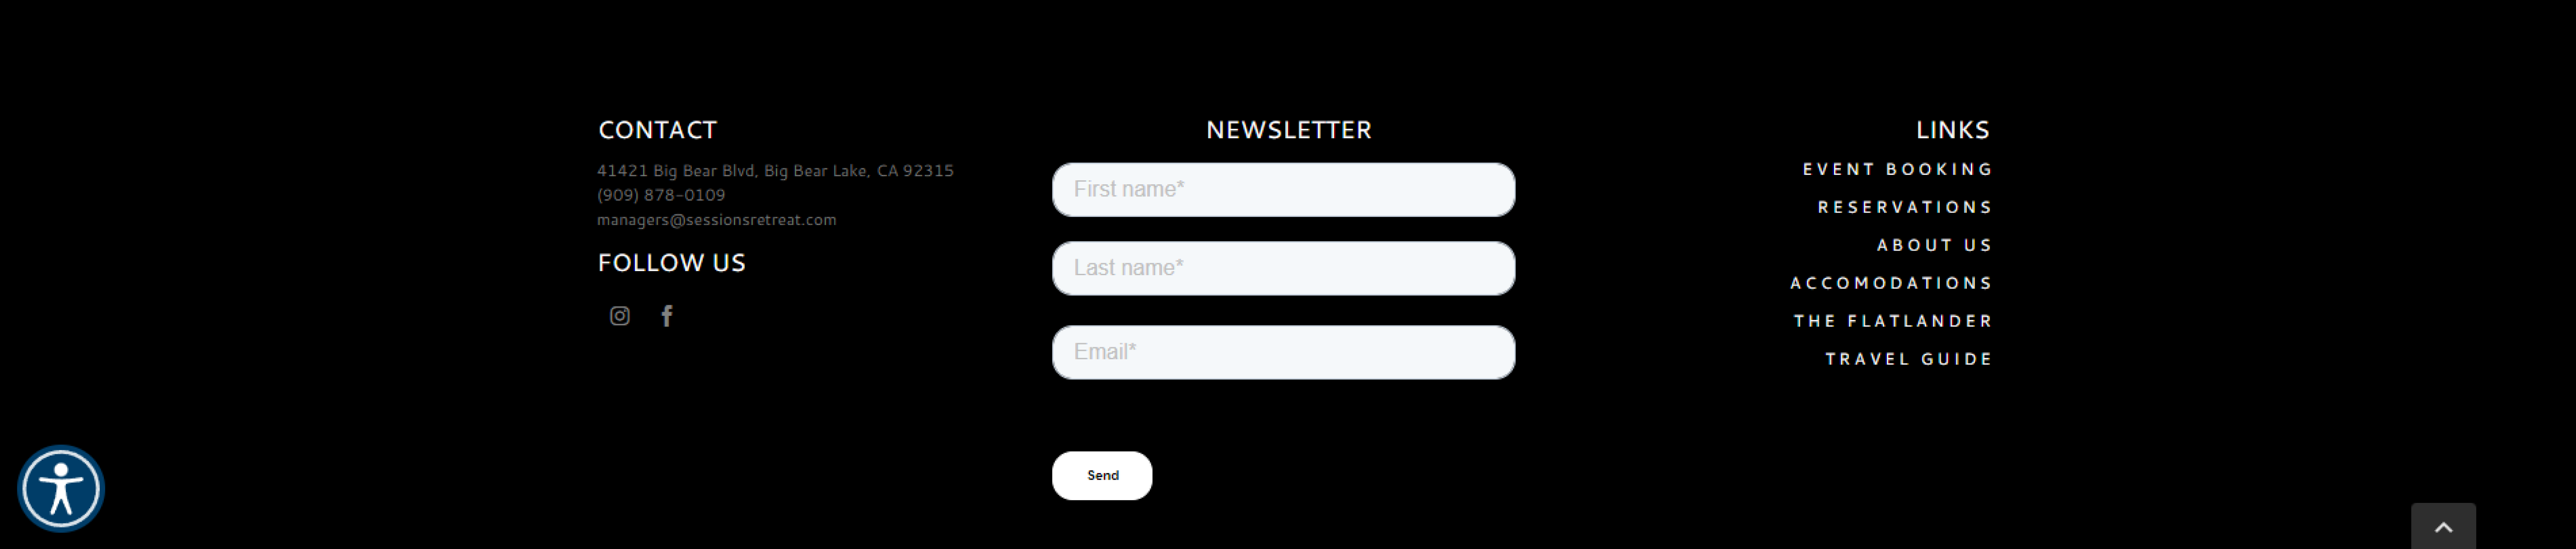 CONTACT
41421 Big Bear Blvd, Big Bear Lake, CA 92315
(909) 878-0109
managers@sessionsretreat.com
FOLLOW US
NEWSLETTER
First name*
Last name*
Email*
Send
LINKS
EVENT BOOKING
RESERVATIONS
ABOUT US
ACCOMODATIONS
THE FLATLANDER
TRAVEL GUIDE